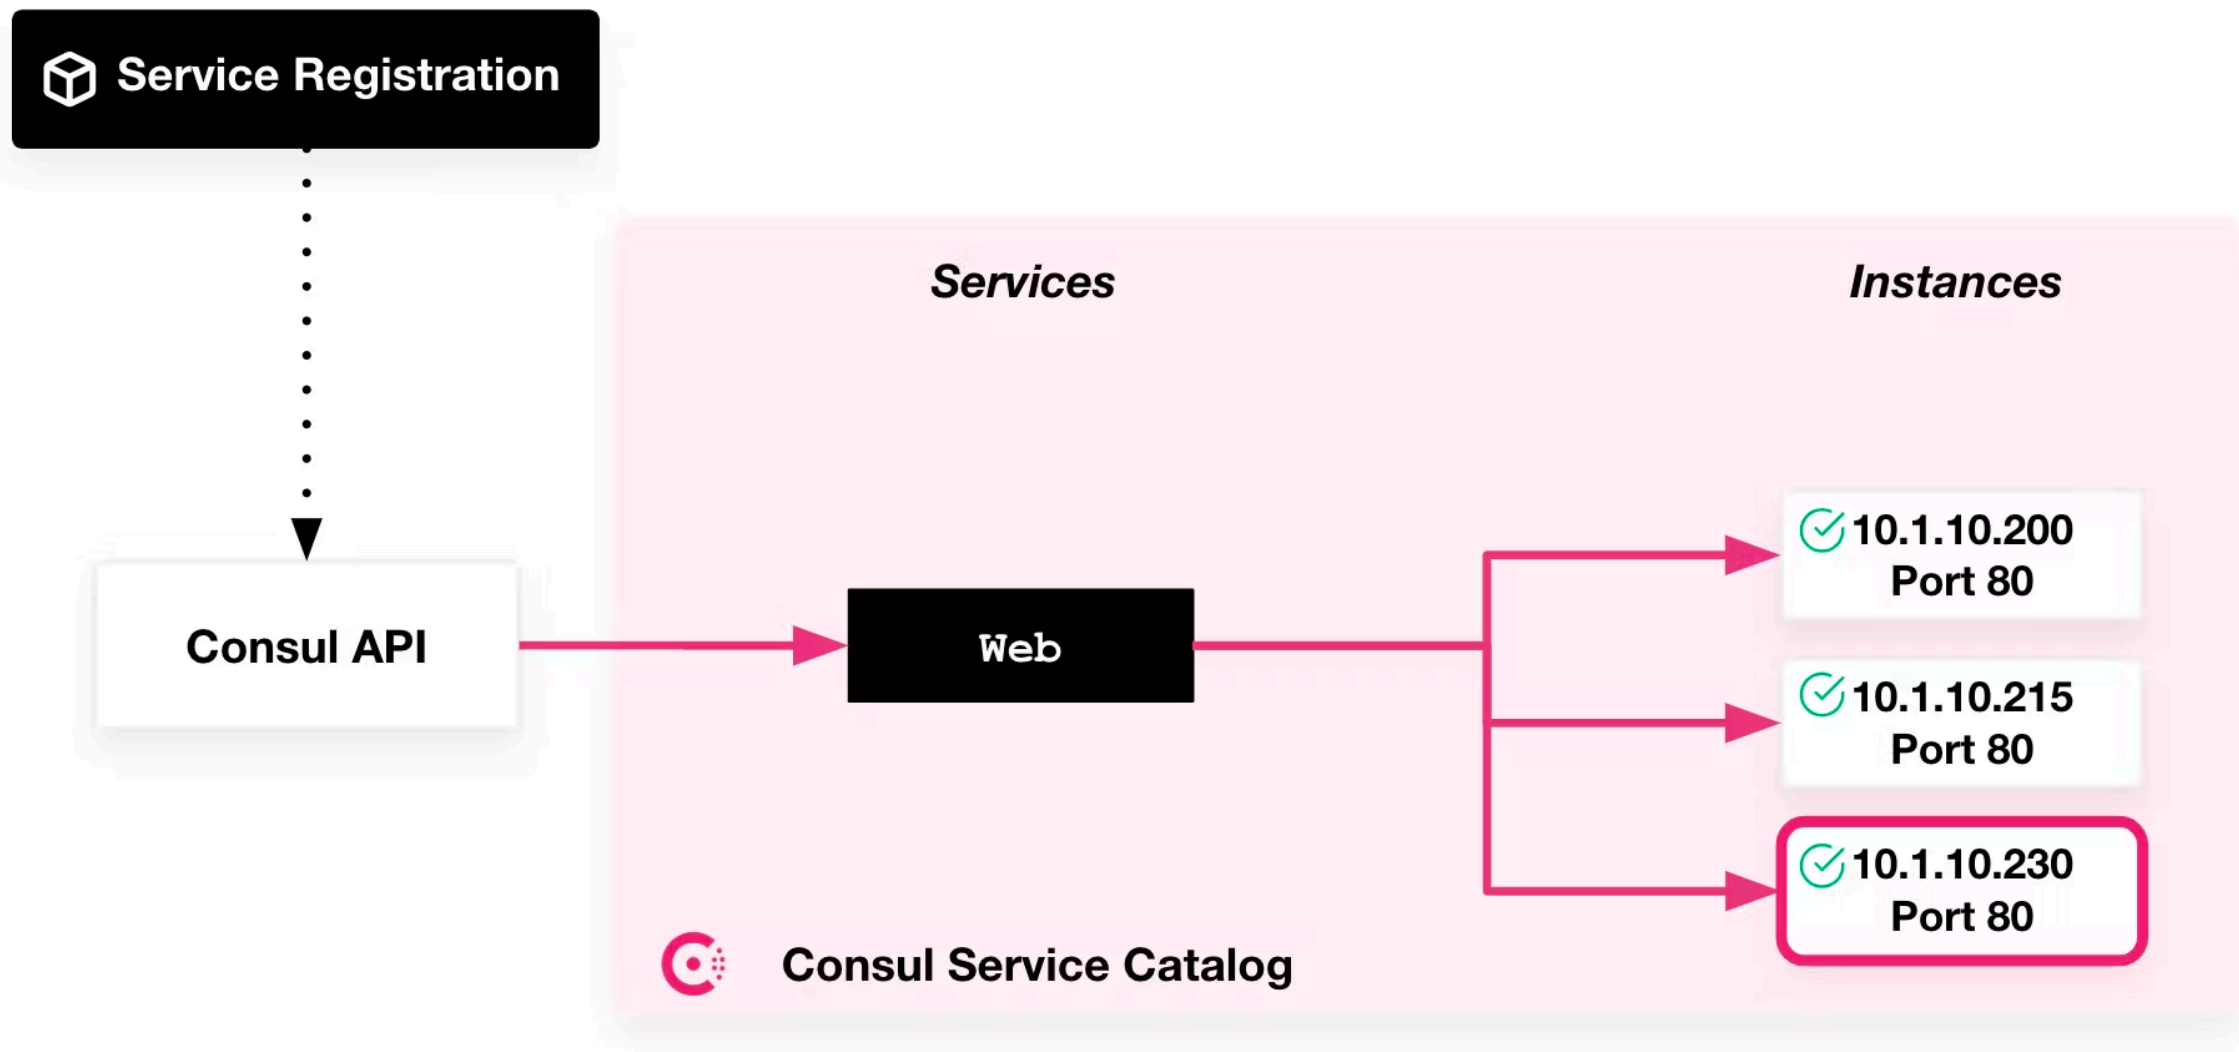 Service Registration
Services
Instances
10.1.10.200
Port 80
Consul API
Web
10.1.10.215
Port 80
10.1.10.230
Port 80
Consul Service Catalog